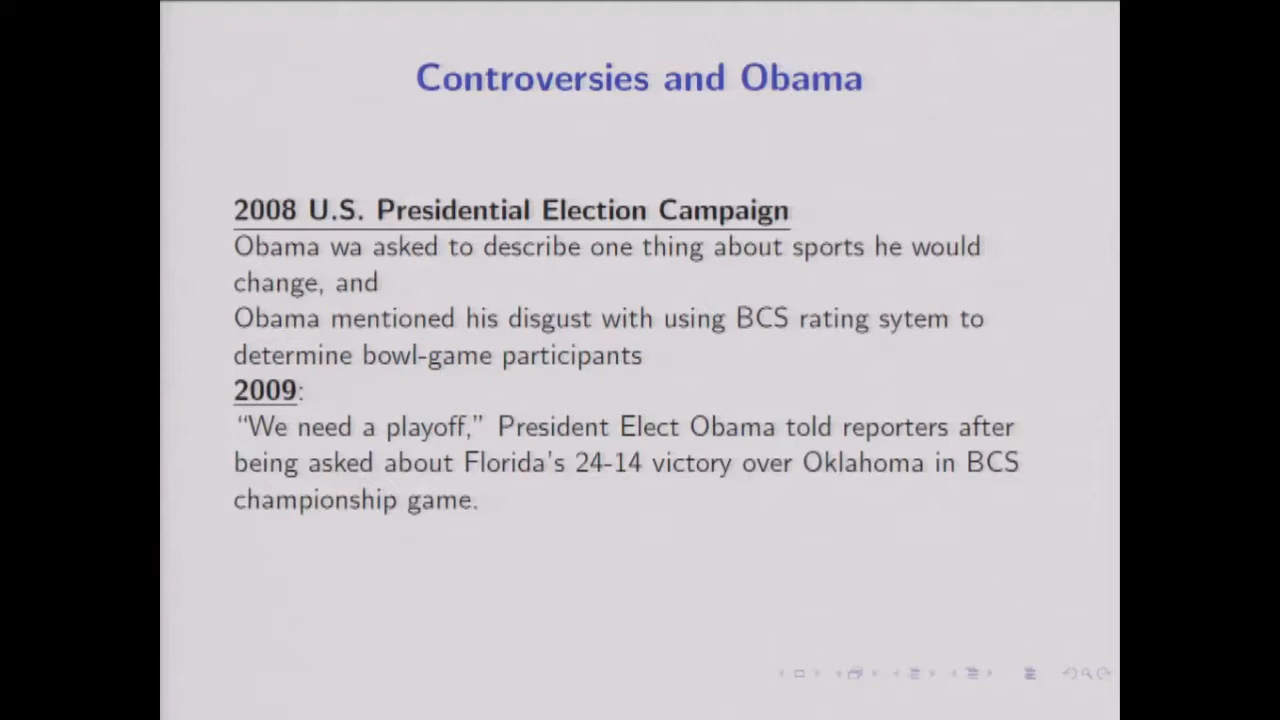 Controversies and Obama
2008 U.S. Presidential Election Campaign
Obama wa asked to describe one thing about sports he would
change, and
Obama mentioned his disgust with using BCS rating sytem to
determine bowl-game participants
2009:
“We need a playoff,” President Elect Obama told reporters after
being asked about Florida's 24-14 victory over Oklahoma in BCS
championship game.